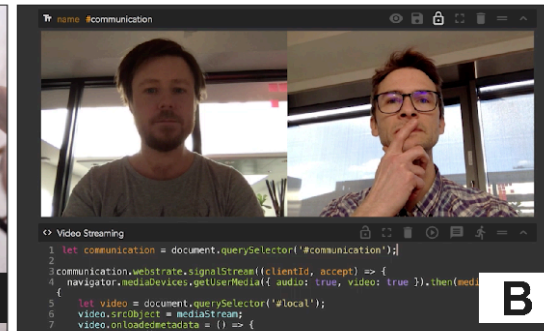 name #communication
<> Video Streaming
1 let communication = document.querySelector('#communication');
2
3 communication.webstrate.signalStream((clientId, accept) => {
4 navigator.mediaDevices.getUserMedia({ audio: true, video: true }).then(medi
{
5 let video = document.querySelector('#local');
6 video.srcObject = mediaStream;
7 video.onloadedmetadata = () => {
B